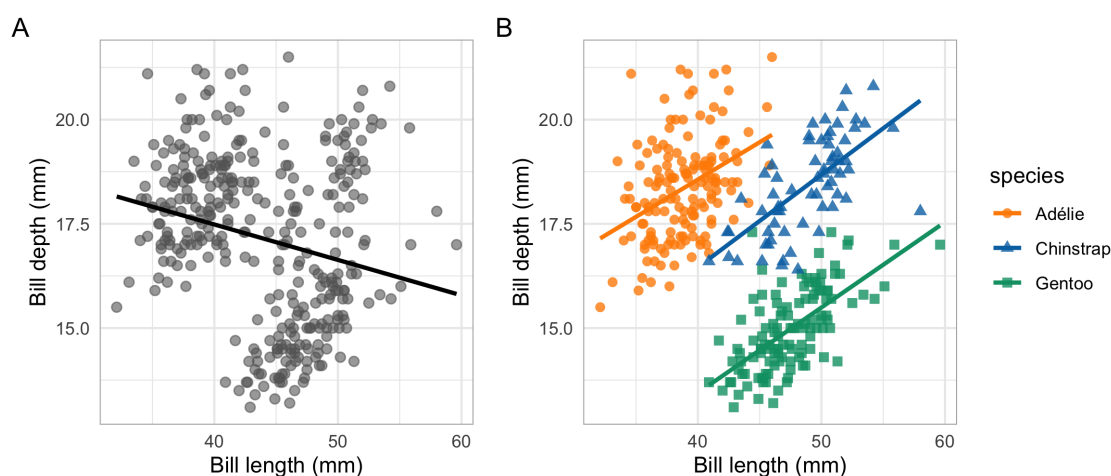 A
Bill depth (mm)
20.0
17.5
15.0
40 50 60
Bill length (mm)
B
Bill depth (mm)
20.0
17.5
15.0
40 50 60
Bill length (mm)
species
Adélie
Chinstrap
Gentoo